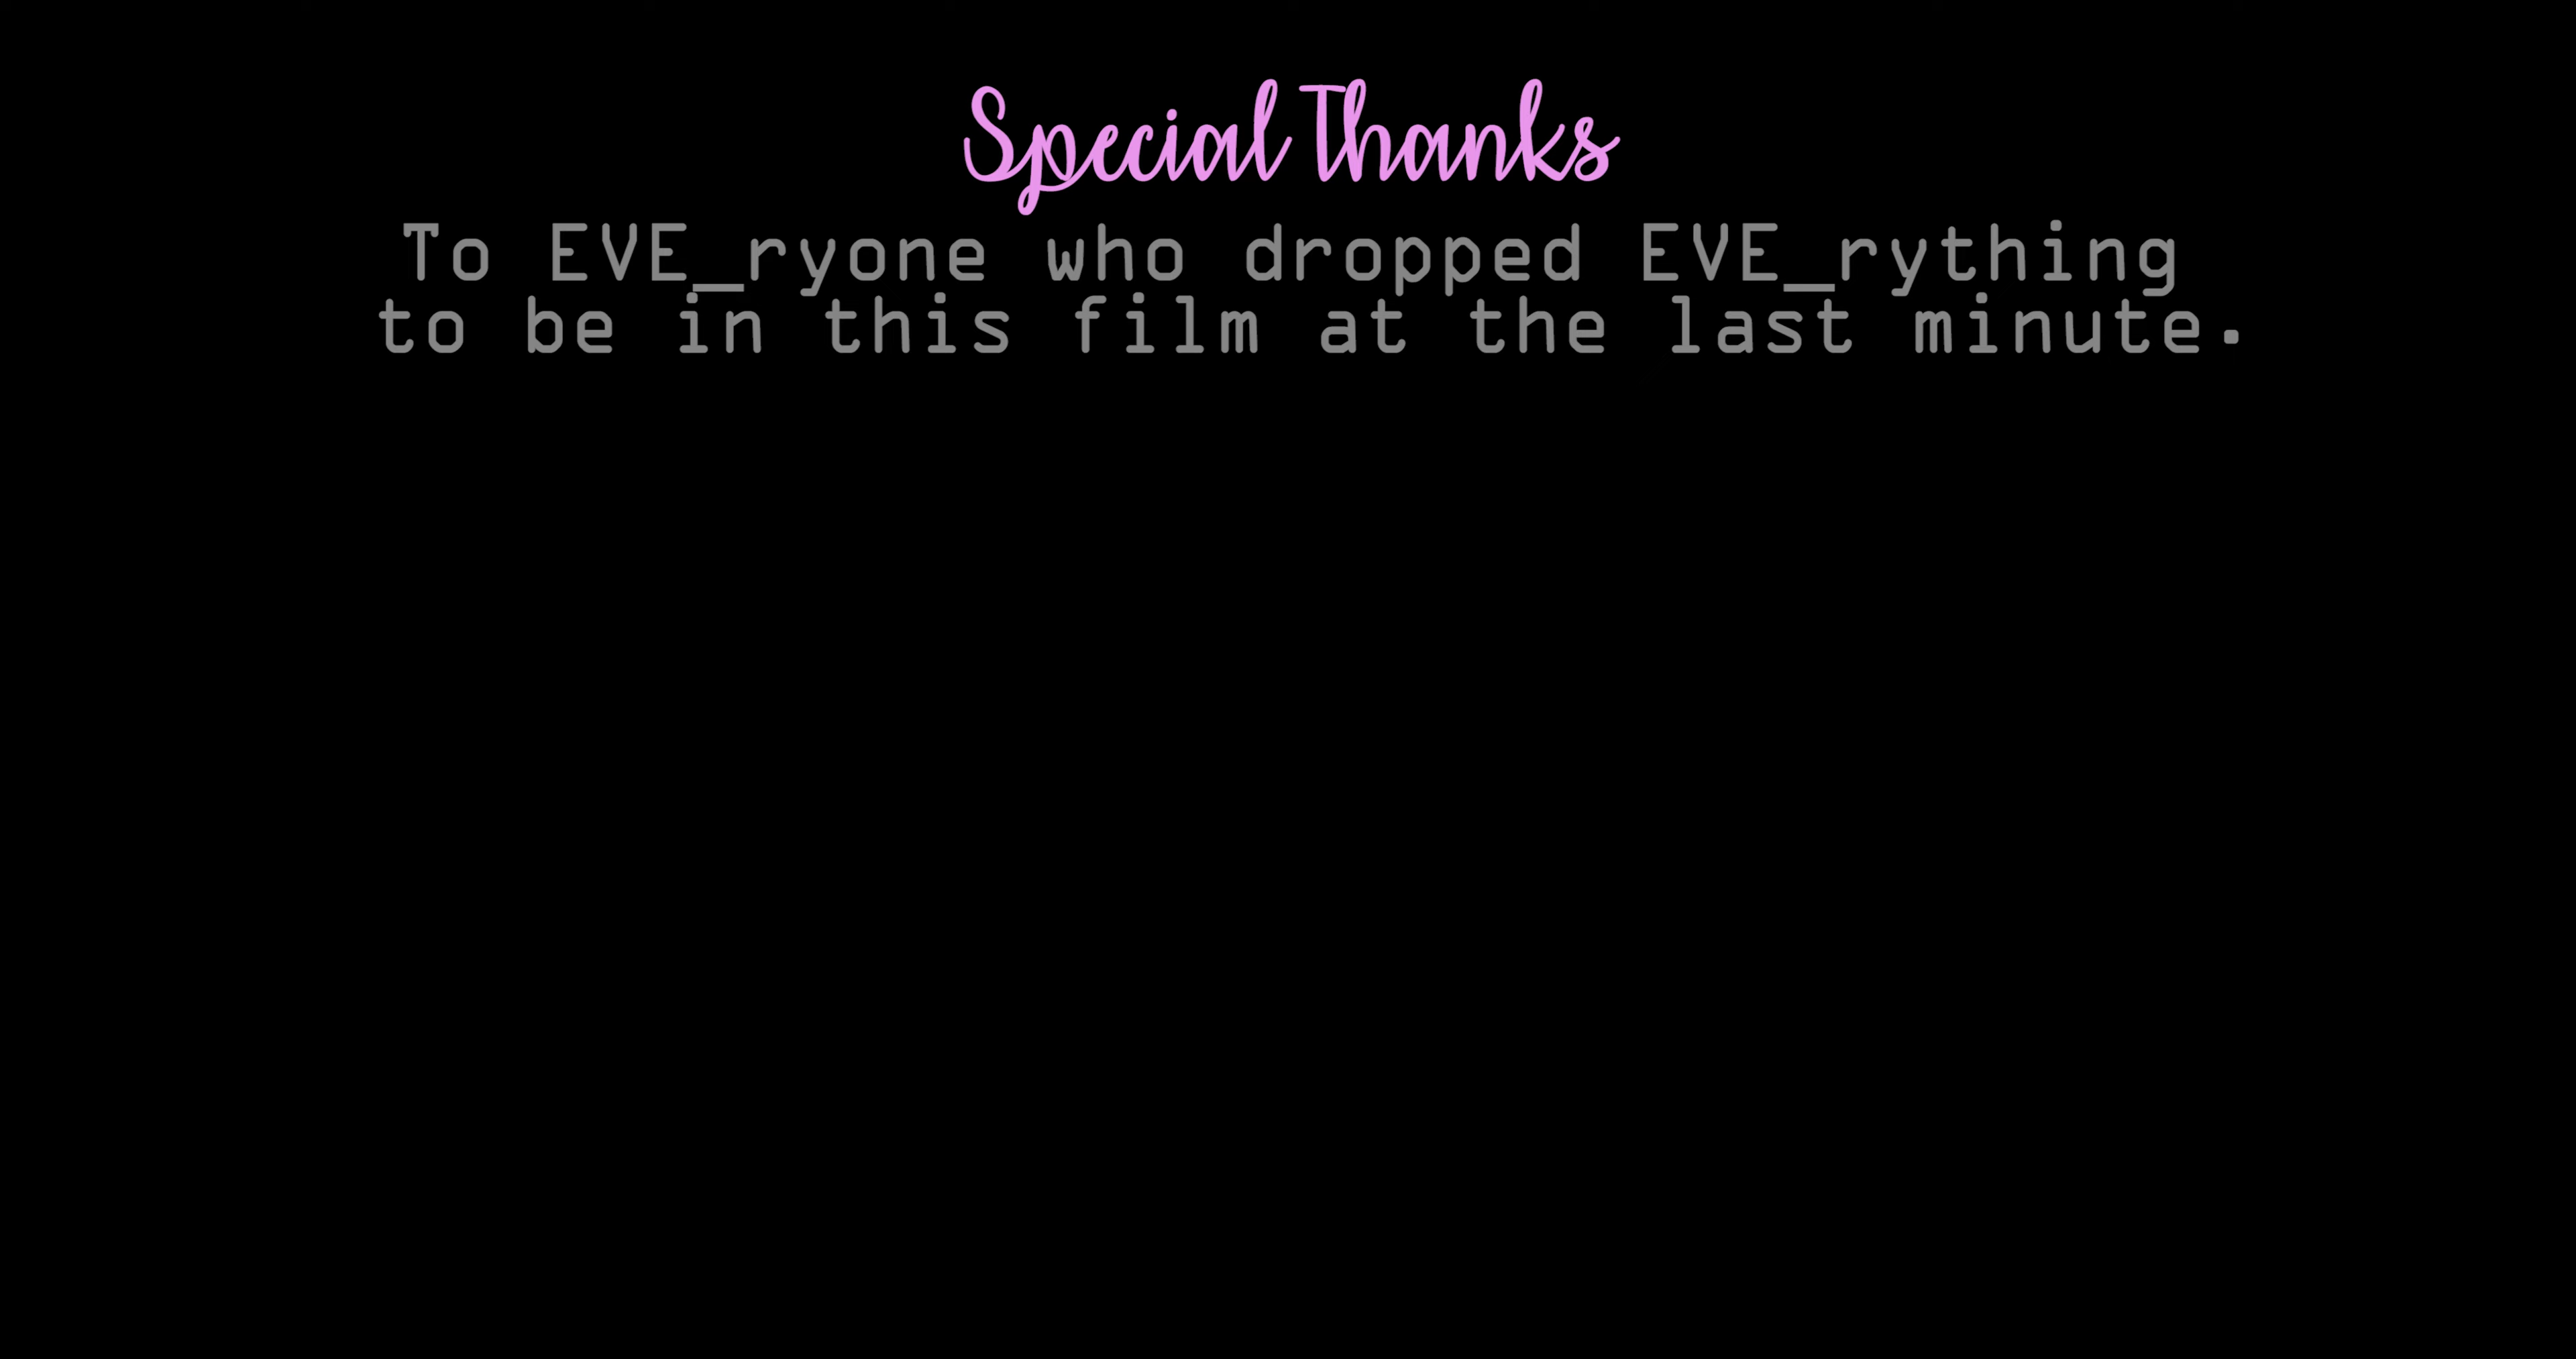 Special Thanks
To EVE_ryone who dropped EVE_rything
to be in this film at the last minute.